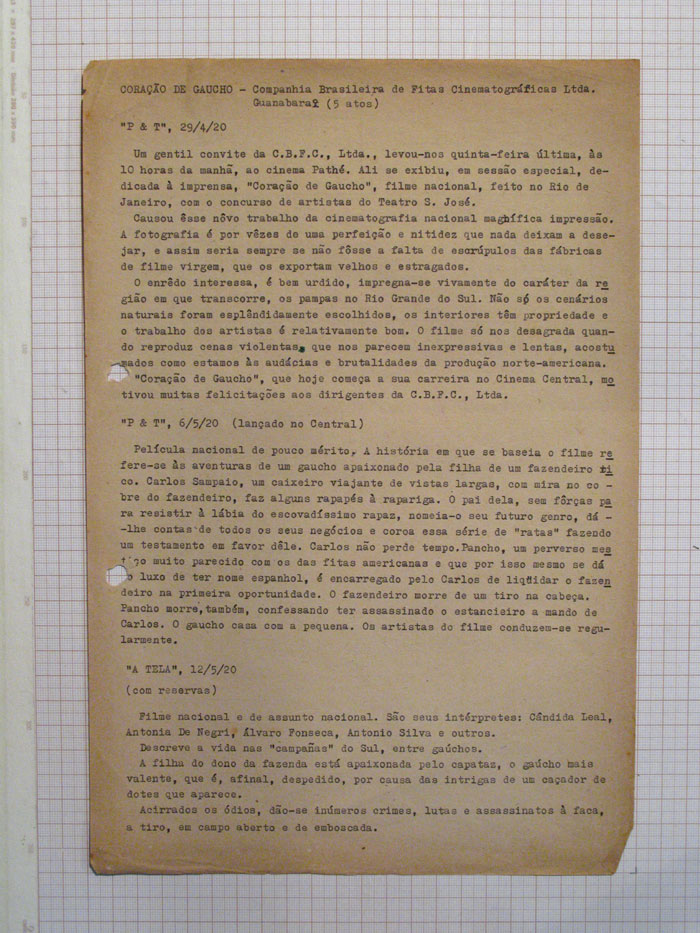 CORAÇÃO DE GAUCHO - Companhia Brasileira de Fitas Cinematográficas Ltda.
Guanabara (5 atos)
"P & T", 29/4/20
Um gentil convite da C.B.F.C., Ltda., levou-nos quinta-feira última, às
10 horas da manhã, ao cinema Pathé. Ali se exibiu, em sessão especial, de-
dicada à imprensa, "Coração de Gaucho", filme nacional, feito no Rio de
Janeiro, com o concurso de artistas do Teatro S. José.
Causou êsse nôvo trabalho da cinematografia nacional magnífica impressão.
A fotografia é por vêzes de uma perfeição e nitidez que nada deixam a dese-
jar, e assim seria sempre se não fôsse a falta de escrúpulos das fábricas
de filme virgem, que os exportam velhos e estragados.
O enrêdo interessa, é bem urdido, impregna-se vivamente do caráter da re
gião em que transcorre, os pampas no Rio Grande do Sul. Não só os cenários
naturais foram esplêndidamente escolhidos, os interiores têm propriedade e
o trabalho dos artistas é relativamente bom. O filme só nos desagrada quan-
do reproduz cenas violentas, que nos parecem inexpressivas e lentas, acostu
mados como estamos às audácias e brutalidades da produção norte-americana.
"Coração de Gaucho", que hoje começa a sua carreira no Cinema Central, mo
tivou muitas felicitações aos dirigentes da C.B.F.C., Ltda.
"P & T", 6/5/20 (lançado no Central)
Película nacional de pouco mérito. A história em que se baseia o filme re
fere-se às aventuras de um gaucho apaixonado pela filha de um fazendeiro ri
co. Carlos Sampaio, um caixeiro viajante de vistas largas, com mira no co -
bre do fazendeiro, faz alguns rapapés à rapariga. O pai dela, sem fôrças pa
ra resistir à lábia do escovadíssimo rapaz, nomeia-o seu futuro genro, dá -
-lhe contas de todos os seus negócios e coroa essa série de "ratas" fazendo
um testamento em favor dêle. Carlos não perde tempo. Pancho, um perverso mes
tiço muito parecido com os das fitas americanas e que por isso mesmo se dá
o luxo de ter nome espanhol, é encarregado pelo Carlos de liqüidar o fazen
deiro na primeira oportunidade. O fazendeiro morre de um tiro na cabeça.
Pancho morre, também, confessando ter assassinado o estancieiro a mando de
Carlos. O gaucho casa com a pequena. Os artistas do filme conduzem-se regu-
larmente.
"A TELA", 12/5/20
(com reservas)
Filme nacional e de assunto nacional. São seus intérpretes: Cândida Leal,
Antonia De Negri, Álvaro Fonseca, Antonio Silva e outros.
Descreve a vida nas "campañas" do Sul, entre gaúchos.
A filha do dono da fazenda está apaixonada pelo capataz, o gaúcho mais
valente, que é, afinal, despedido, por causa das intrigas de um caçador de
dotes que aparece.
Acirrados os ódios, dão-se inúmeros crimes, lutas e assassinatos à faca,
a tiro, em campo aberto e de emboscada.